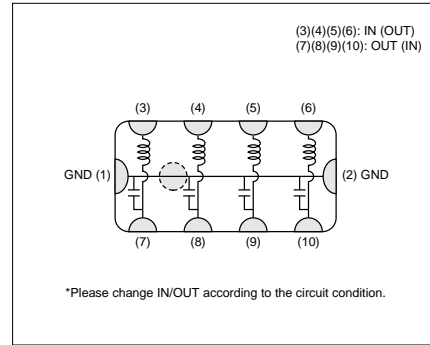 (3)(4)(5)(6): IN (OUT)
(7)(8)(9)(10): OUT (IN)
(3) (4) (5) (6)
GND (1) (2) GND
(7) (8) (9) (10)
*Please change IN/OUT according to the circuit condition.